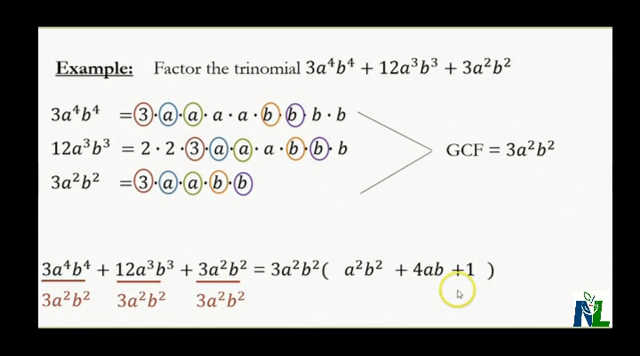 Example: Factor the trinomial 3a⁴b⁴ + 12a³b³ + 3a²b²
3a⁴b⁴ = 3 · a · a · a · a · b · b · b · b
12a³b³ = 2 · 2 · 3 · a · a · a · b · b · b
GCF = 3a²b²
3a²b² = 3 · a · a · b · b
3a⁴b⁴ + 12a³b³ + 3a²b² = 3a²b²( a²b² + 4ab +1 )
3a²b² 3a²b² 3a²b²
NL